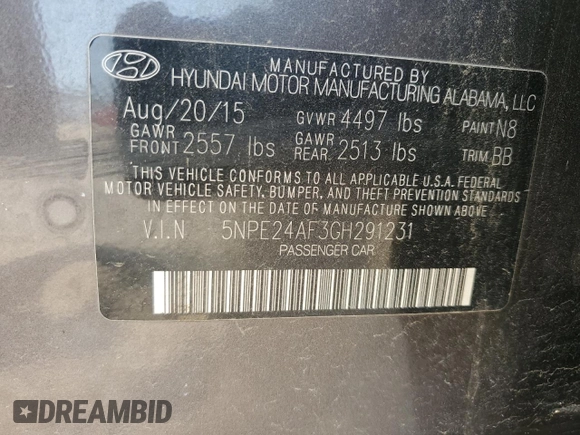 MANUFACTURED BY
HYUNDAI MOTOR MANUFACTURING ALABAMA, LLC
Aug/20/15 GVWR 4497 lbs PAINT N8
GAWR FRONT 2557 lbs GAWR REAR 2513 lbs TRIM BB
THIS VEHICLE CONFORMS TO ALL APPLICABLE U.S.A. FEDERAL
MOTOR VEHICLE SAFETY, BUMPER, AND THEFT PREVENTION STANDARDS
IN EFFECT ON THE DATE OF MANUFACTURE SHOWN ABOVE.
V.I.N 5NPE24AF3GH291231
PASSENGER CAR
DREAMBID